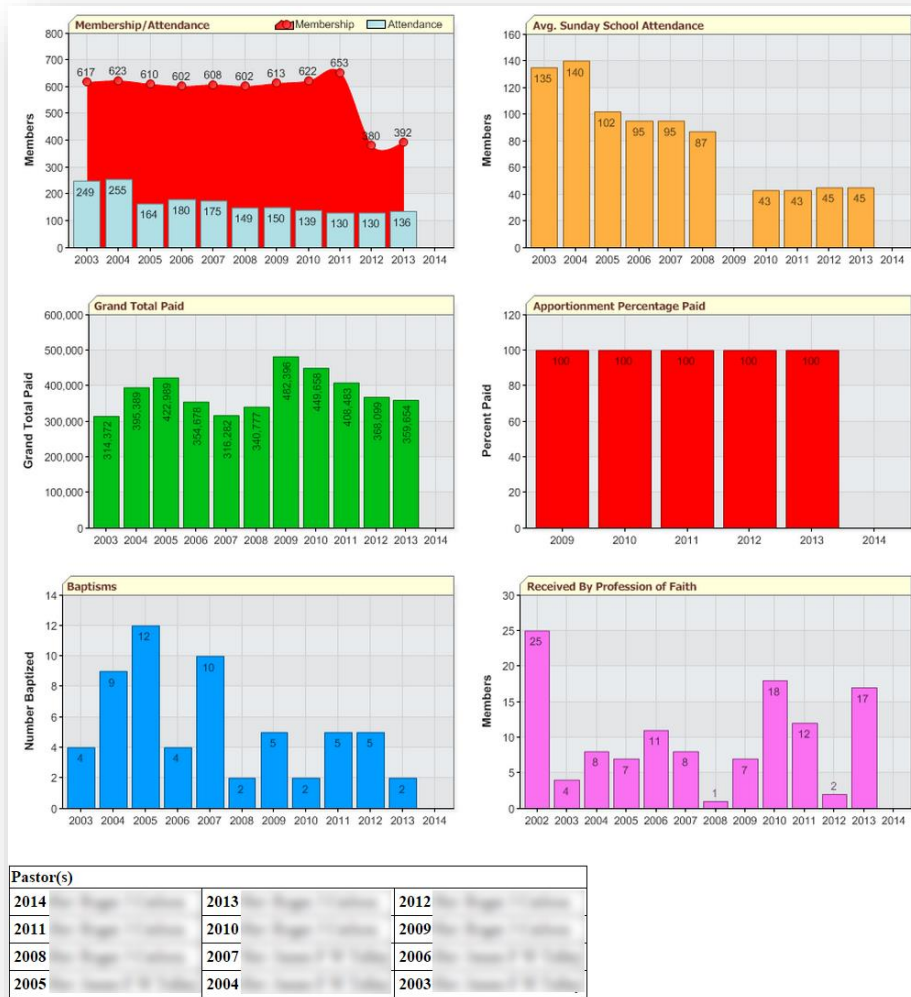 Membership/Attendance Membership Attendance
Members
800
700
600
500
400
300
200
100
0
617 623 610 602 608 602 613 622 653 380 392
249 255 164 180 175 149 150 139 130 130 136
2003 2004 2005 2006 2007 2008 2009 2010 2011 2012 2013 2014
Avg. Sunday School Attendance
Members
160
140
120
100
80
60
40
20
0
135 140 102 95 95 87 43 43 45 45
2003 2004 2005 2006 2007 2008 2009 2010 2011 2012 2013 2014
Grand Total Paid
Grand Total Paid
600,000
500,000
400,000
300,000
200,000
100,000
0
314,372 395,389 422,989 354,678 316,282 340,777 482,396 449,658 408,483 368,099 359,654
2003 2004 2005 2006 2007 2008 2009 2010 2011 2012 2013 2014
Apportionment Percentage Paid
Percent Paid
120
100
80
60
40
20
0
100 100 100 100 100
2009 2010 2011 2012 2013 2014
Baptisms
Number Baptized
14
12
10
8
6
4
2
0
4 9 12 4 10 2 5 2 5 5 2
2003 2004 2005 2006 2007 2008 2009 2010 2011 2012 2013 2014
Received By Profession of Faith
Members
30
25
20
15
10
5
0
25 4 8 7 11 8 1 7 18 12 2 17
2002 2003 2004 2005 2006 2007 2008 2009 2010 2011 2012 2013 2014
Pastor(s)
2014 2013 2012
2011 2010 2009
2008 2007 2006
2005 2004 2003